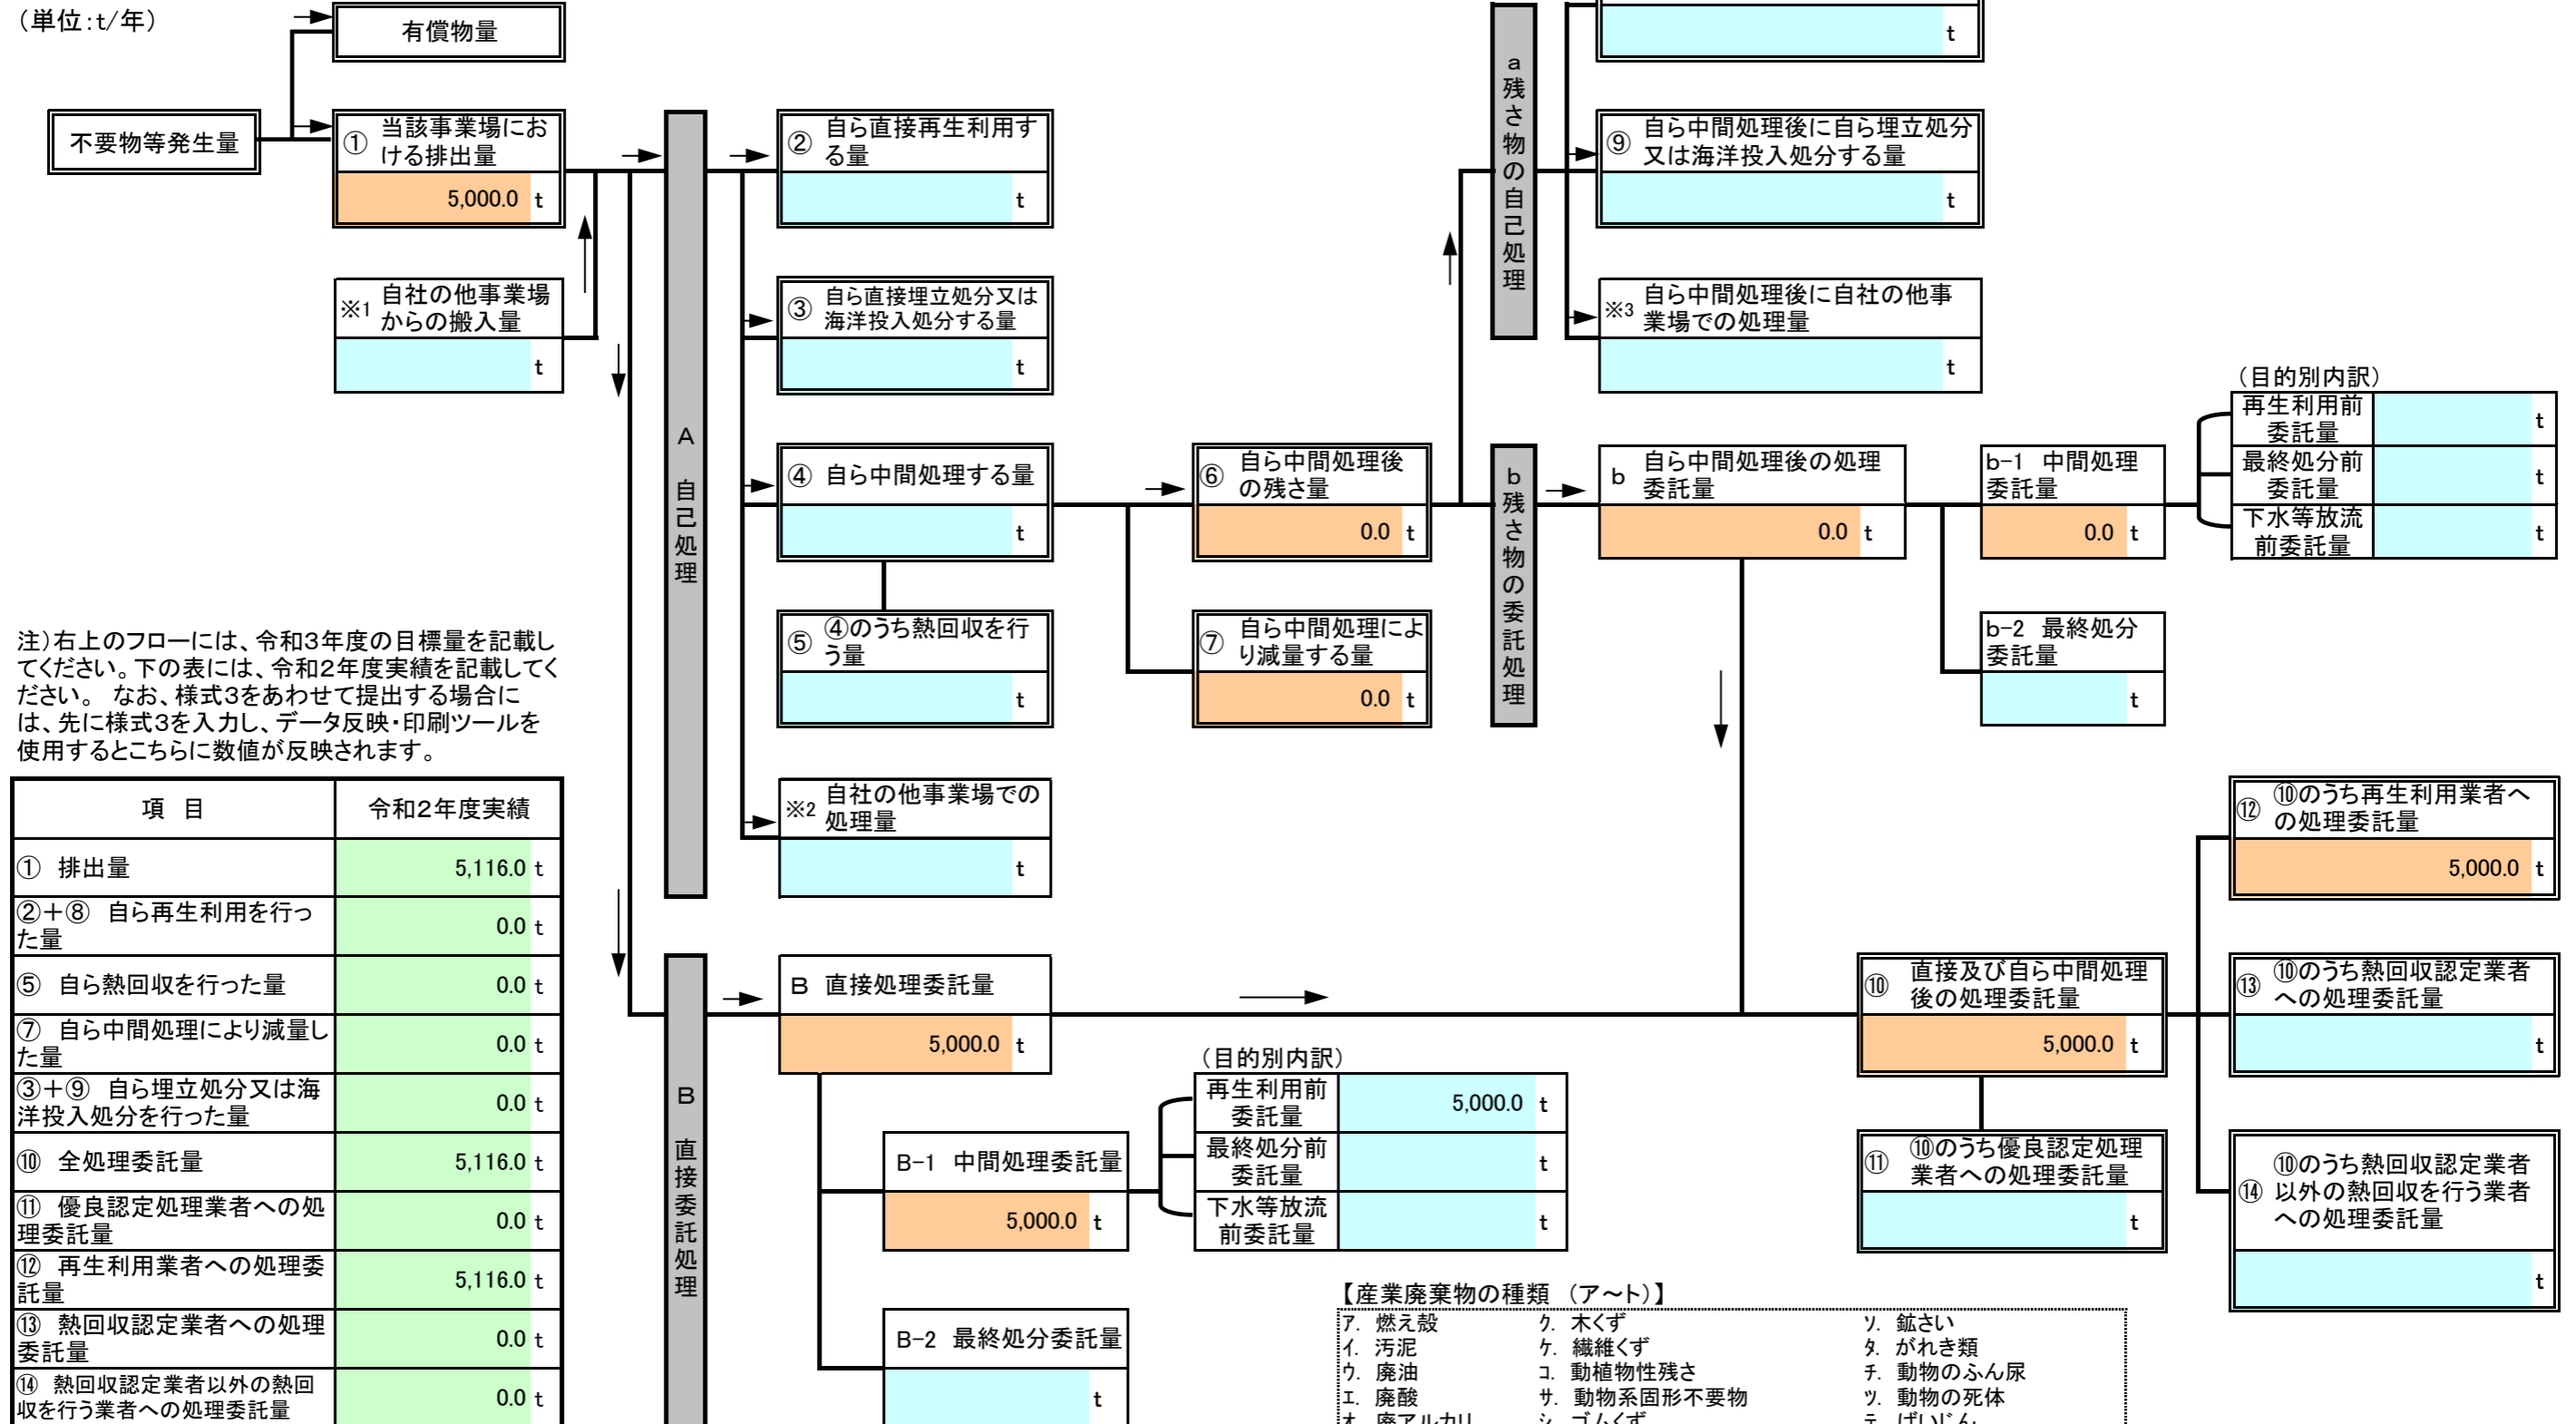 （単位：t/年）
有償物量
不要物等発生量
① 当該事業場にお
ける排出量
5,000.0 t
※1 自社の他事業場
からの搬入量
t
A 自己処理
② 自ら直接再生利用す
る量
t
③ 自ら直接埋立処分又は
海洋投入処分する量
t
④ 自ら中間処理する量
t
⑤ ④のうち熱回収を行
う量
t
※2 自社の他事業場での
処理量
t
⑥ 自ら中間処理後
の残さ量
0.0 t
⑦ 自ら中間処理によ
り減量する量
0.0 t
a 残さ物の自己処理
t
⑨ 自ら中間処理後に自ら埋立処分
又は海洋投入処分する量
t
※3 自ら中間処理後に自社の他事
業場での処理量
t
b 残さ物の委託処理
b 自ら中間処理後の処理
委託量
0.0 t
b-1 中間処理
委託量
0.0 t
（目的別内訳）
再生利用前
委託量
t
最終処分前
委託量
t
下水等放流
前委託量
t
b-2 最終処分
委託量
t
注）右上のフローには、令和３年度の目標量を記載し
てください。下の表には、令和２年度実績を記載してく
ださい。 なお、様式３をあわせて提出する場合に
は、先に様式３を入力し、データ反映・印刷ツールを
使用するとこちらに数値が反映されます。
項 目 令和２年度実績
① 排出量 5,116.0 t
②＋⑧ 自ら再生利用を行っ
た量 0.0 t
⑤ 自ら熱回収を行った量 0.0 t
⑦ 自ら中間処理により減量し
た量 0.0 t
③＋⑨ 自ら埋立処分又は海
洋投入処分を行った量 0.0 t
⑩ 全処理委託量 5,116.0 t
⑪ 優良認定処理業者への処
理委託量 0.0 t
⑫ 再生利用業者への処理委
託量 5,116.0 t
⑬ 熱回収認定業者への処理
委託量 0.0 t
⑭ 熱回収認定業者以外の熱回
収を行う業者への処理委託量 0.0 t
B 直接委託処理
B 直接処理委託量
5,000.0 t
B-1 中間処理委託量
5,000.0 t
（目的別内訳）
再生利用前
委託量
5,000.0 t
最終処分前
委託量
t
下水等放流
前委託量
t
B-2 最終処分委託量
t
⑩ 直接及び自ら中間処理
後の処理委託量
5,000.0 t
⑪ ⑩のうち優良認定処理
業者への処理委託量
t
⑫ ⑩のうち再生利用業者へ
の処理委託量
5,000.0 t
⑬ ⑩のうち熱回収認定業者
への処理委託量
t
⑭ ⑩のうち熱回収認定業者
以外の熱回収を行う業者
への処理委託量
t
【産業廃棄物の種類 （ア～ト）】
ｱ. 燃え殻 ｸ. 木くず ｿ. 鉱さい
ｲ. 汚泥 ｹ. 繊維くず ﾀ. がれき類
ｳ. 廃油 ｺ. 動植物性残さ ﾁ. 動物のふん尿
ｴ. 廃酸 ｻ. 動物系固形不要物 ﾂ. 動物の死体
ｵ. 廃アルカリ ｼ. ゴムくず ﾃ. ばいじん